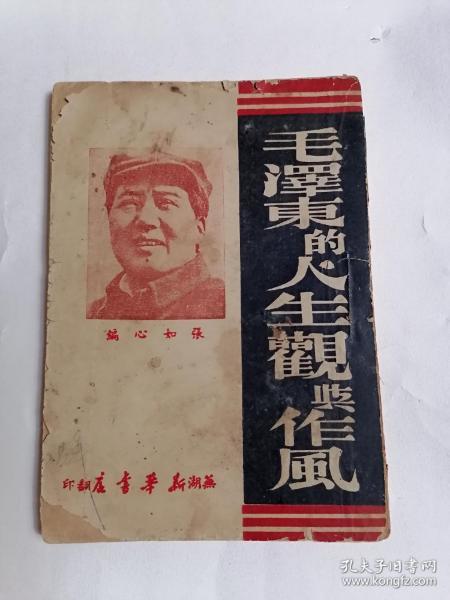 毛澤東的人生觀與作風
張如心編
蕪湖新華書店翻印
孔夫子旧书网
kongfz.com